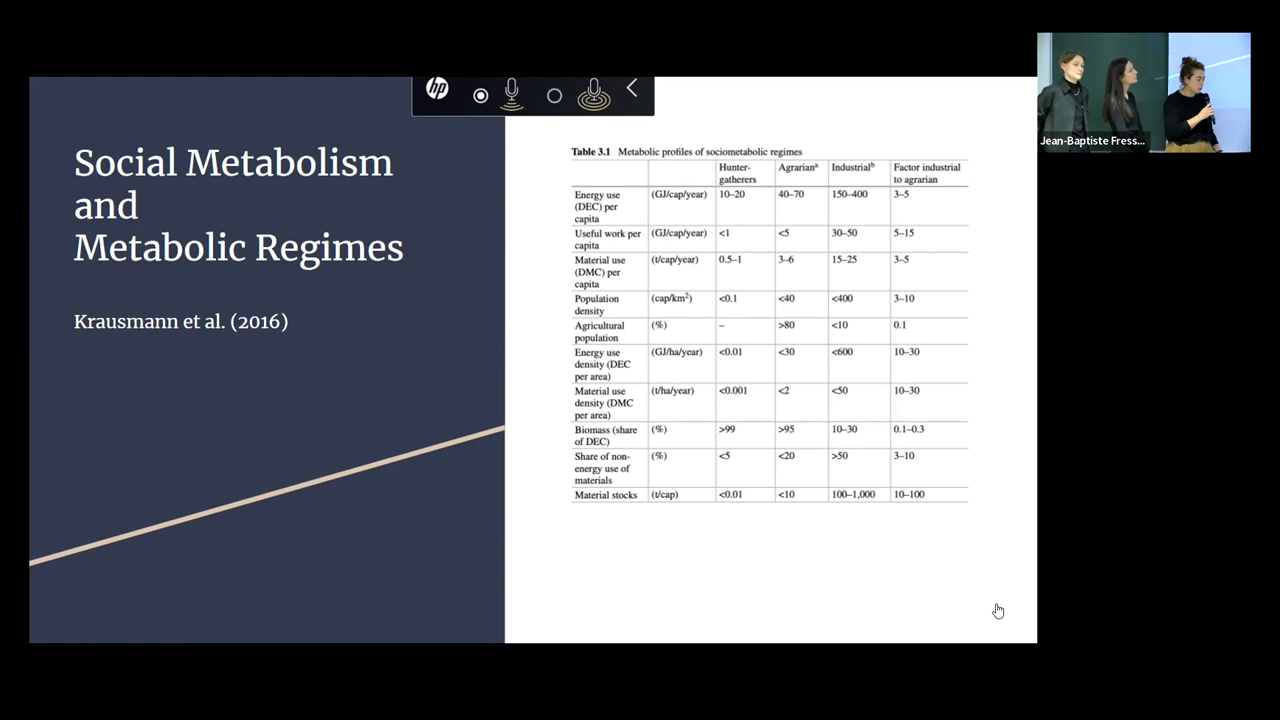 hp
Social Metabolism
and
Metabolic Regimes
Krausmann et al. (2016)
Table 3.1 Metabolic profiles of sociometabolic regimes
Hunter-gatherers Agrarianᵃ Industrialᵇ Factor industrial to agrarian
Energy use (DEC) per capita (GJ/cap/year) 10–20 40–70 150–400 3–5
Useful work per capita (GJ/cap/year) <1 <5 30–50 5–15
Material use (DMC) per capita (t/cap/year) 0.5–1 3–6 15–25 3–5
Population density (cap/km²) <0.1 <40 <400 3–10
Agricultural population (%) – >80 <10 0.1
Energy use density (DEC per area) (GJ/ha/year) <0.01 <30 <600 10–30
Material use density (DMC per area) (t/ha/year) <0.001 <2 <50 10–30
Biomass (share of DEC) (%) >99 >95 10–30 0.1–0.3
Share of non-energy use of materials (%) <5 <20 >50 3–10
Material stocks (t/cap) <0.01 <10 100–1,000 10–100
Jean-Baptiste Fress...